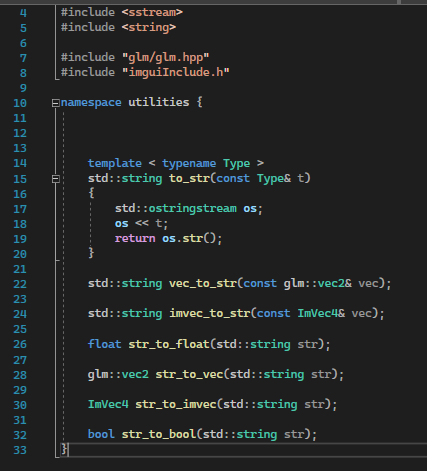 4 #include <sstream>
5 #include <string>
6
7 #include "glm/glm.hpp"
8 #include "imguiInclude.h"
9
10 namespace utilities {
11
12
13
14     template < typename Type >
15     std::string to_str(const Type& t)
16     {
17         std::ostringstream os;
18         os << t;
19         return os.str();
20     }
21
22     std::string vec_to_str(const glm::vec2& vec);
23
24     std::string imvec_to_str(const ImVec4& vec);
25
26     float str_to_float(std::string str);
27
28     glm::vec2 str_to_vec(std::string str);
29
30     ImVec4 str_to_imvec(std::string str);
31
32     bool str_to_bool(std::string str);
33 }